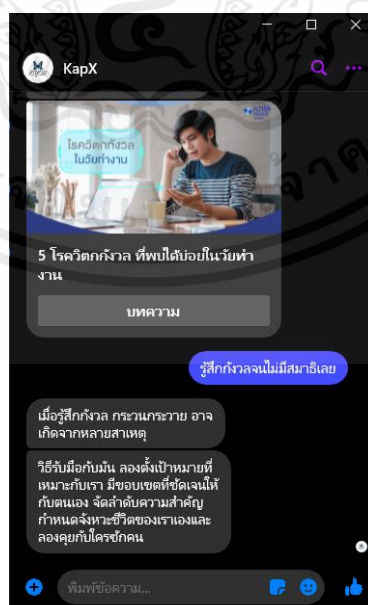 KapX
โรควิตกกังวล
ในวัยทำงาน
5 โรควิตกกังวล ที่พบได้บ่อยในวัยทำ
งาน
บทความ
รู้สึกกังวลจนไม่มีสมาธิเลย
เมื่อรู้สึกกังวล กระวนกระวาย อาจ
เกิดจากหลายสาเหตุ
วิธีรับมือกับมัน ลองตั้งเป้าหมายที่
เหมาะกับเรา มีขอบเขตที่ชัดเจนให้
กับตนเอง จัดลำดับความสำคัญ
กำหนดจังหวะชีวิตของเราเองและ
ลองคุยกับใครซักคน
พิมพ์ข้อความ...